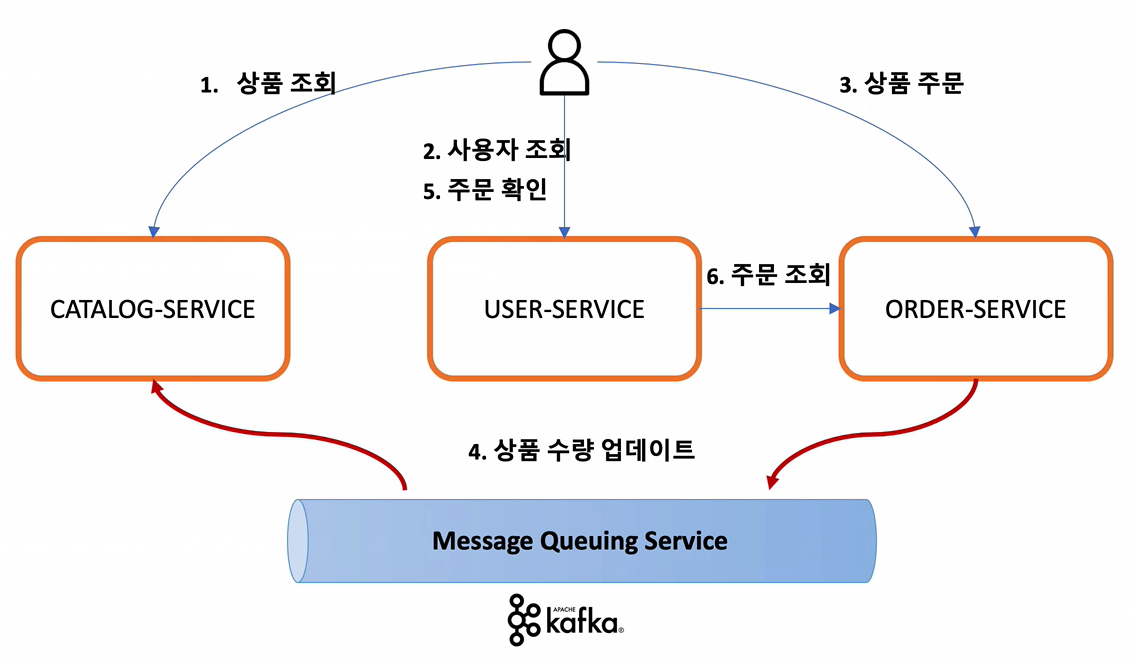 1. 상품 조회
3. 상품 주문
2. 사용자 조회
5. 주문 확인
6. 주문 조회
CATALOG-SERVICE
USER-SERVICE
ORDER-SERVICE
4. 상품 수량 업데이트
Message Queuing Service
APACHE
kafka®